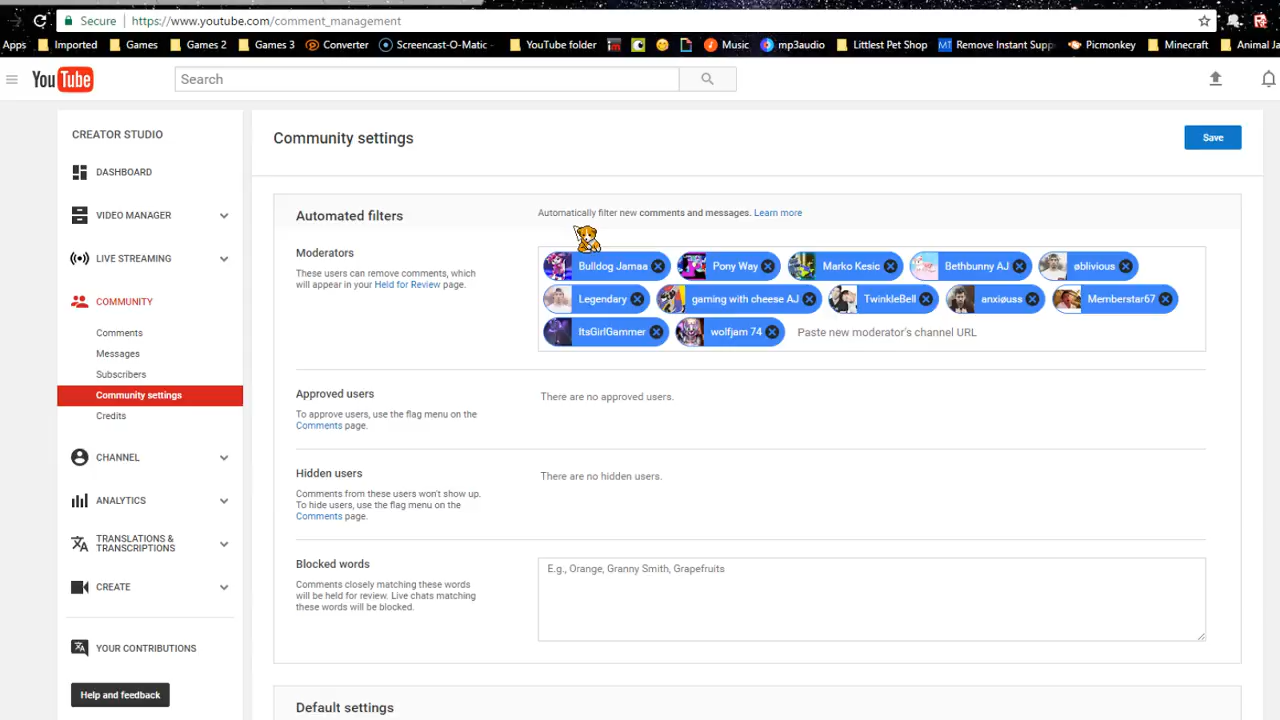 Secure https://www.youtube.com/comment_management
Apps Imported Games Games 2 Games 3 Converter Screencast-O-Matic YouTube folder Music mp3audio Littlest Pet Shop Remove Instant Supp Picmonkey Minecraft Animal Ja
YouTube Search
CREATOR STUDIO
DASHBOARD
VIDEO MANAGER
LIVE STREAMING
COMMUNITY
Comments
Messages
Subscribers
Community settings
Credits
CHANNEL
ANALYTICS
TRANSLATIONS &
TRANSCRIPTIONS
CREATE
YOUR CONTRIBUTIONS
Help and feedback
Community settings
Save
Automated filters
Automatically filter new comments and messages. Learn more
Moderators
These users can remove comments, which
will appear in your Held for Review page.
Bulldog Jamaa Pony Way Marko Kesic Bethbunny AJ øblivious
Legendary gaming with cheese AJ TwinkleBell anxiøuss Memberstar67
ItsGirlGammer wolfjam 74 Paste new moderator's channel URL
Approved users
To approve users, use the flag menu on the
Comments page.
There are no approved users.
Hidden users
Comments from these users won't show up.
To hide users, use the flag menu on the
Comments page.
There are no hidden users.
Blocked words
Comments closely matching these words
will be held for review. Live chats matching
these words will be blocked.
E.g., Orange, Granny Smith, Grapefruits
Default settings